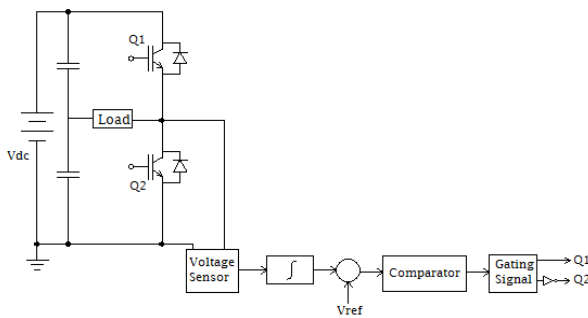 Q1
Load
Vdc
Q2
Voltage
Sensor
∫
Vref
Comparator
Gating
Signal
Q1
Q2